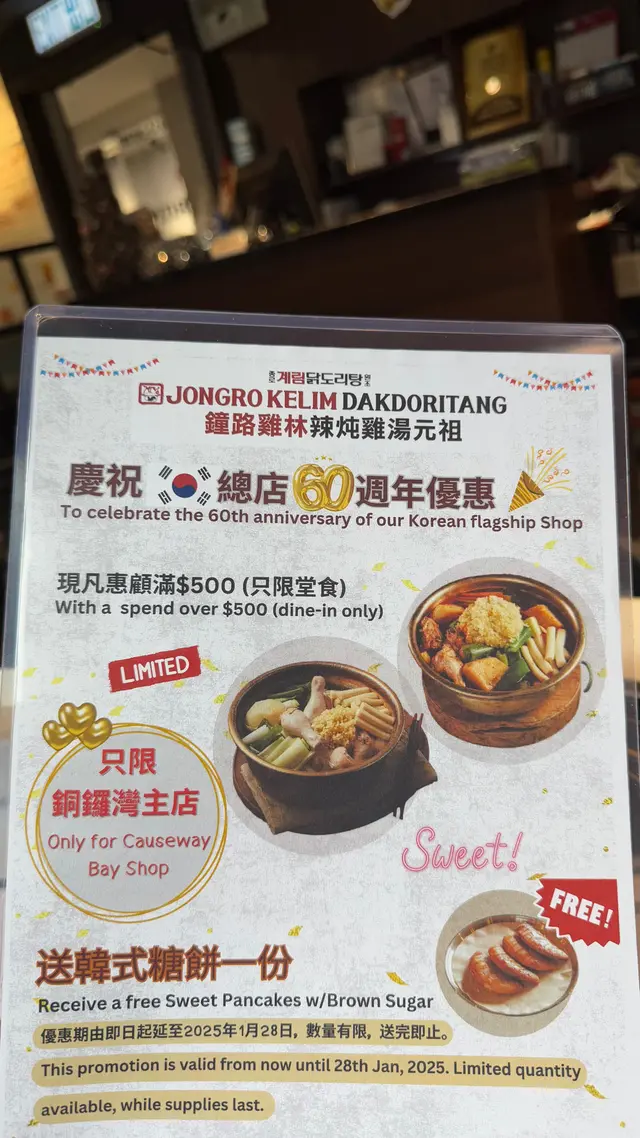 계림닭도리탕
JONGRO KELIM DAKDORITANG
鐘路雞林辣炖雞湯元祖
慶祝 總店60週年優惠
To celebrate the 60th anniversary of our Korean flagship Shop
現凡惠顧滿$500 (只限堂食)
With a spend over $500 (dine-in only)
LIMITED
只限
銅鑼灣主店
Only for Causeway
Bay Shop
Sweet!
FREE!
送韓式糖餅一份
Receive a free Sweet Pancakes w/Brown Sugar
優惠期由即日起延至2025年1月28日, 數量有限, 送完即止。
This promotion is valid from now until 28th Jan, 2025. Limited quantity
available, while supplies last.